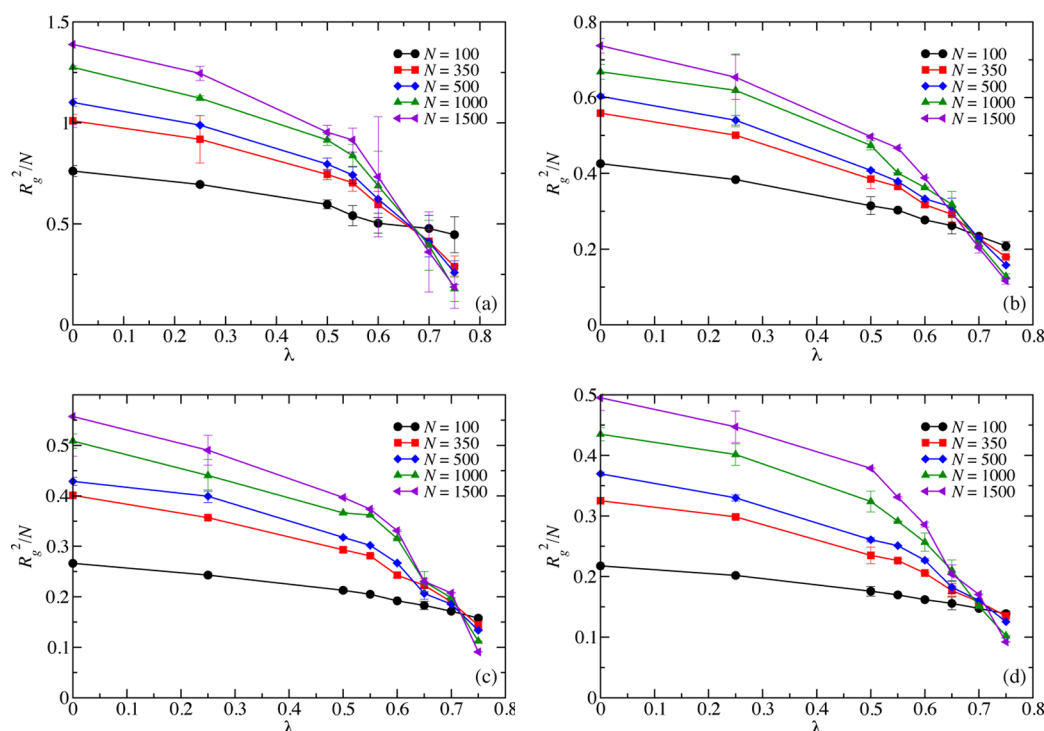 1.5
1
0.5
0
R_g^2/N
N = 100
N = 350
N = 500
N = 1000
N = 1500
(a)
0 0.1 0.2 0.3 0.4 0.5 0.6 0.7 0.8
λ
0.8
0.6
0.4
0.2
0
R_g^2/N
N = 100
N = 350
N = 500
N = 1000
N = 1500
(b)
0 0.1 0.2 0.3 0.4 0.5 0.6 0.7 0.8
λ
0.5
0.4
0.3
0.2
0.1
0
R_g^2/N
N = 100
N = 350
N = 500
N = 1000
N = 1500
(c)
0 0.1 0.2 0.3 0.4 0.5 0.6 0.7 0.8
λ
0.5
0.4
0.3
0.2
0.1
0
R_g^2/N
N = 100
N = 350
N = 500
N = 1000
N = 1500
(d)
0 0.1 0.2 0.3 0.4 0.5 0.6 0.7 0.8
λ